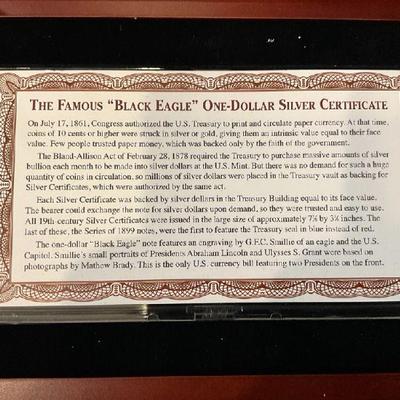 THE FAMOUS "BLACK EAGLE" ONE-DOLLAR SILVER CERTIFICATE
On July 17, 1861, Congress authorized the U.S. Treasury to print and circulate paper currency. At that time,
coins of 10 cents or higher were struck in silver or gold, giving them an intrinsic value equal to their face
value. Few people trusted paper money, which was backed only by the faith of the government.
The Bland-Allison Act of February 28, 1878 required the Treasury to purchase massive amounts of silver
bullion each month to be made into silver dollars at the U.S. Mint. But there was no demand for such a huge
quantity of coins in circulation, so millions of silver dollars were placed in the Treasury vault as backing for
Silver Certificates, which were authorized by the same act.
Each Silver Certificate was backed by silver dollars in the Treasury Building equal to its face value.
The bearer could exchange the note for silver dollars upon demand, so they were trusted and easy to use.
All 19th century Silver Certificates were issued in the large size of approximately 7⅜ by 3⅛ inches. The
last of these, the Series of 1899 notes, were the first to feature the Treasury seal in blue instead of red.
The one-dollar "Black Eagle" note features an engraving by G.F.C. Smillie of an eagle and the U.S.
Capitol. Smillie's small portraits of Presidents Abraham Lincoln and Ulysses S. Grant were based on
photographs by Mathew Brady. This is the only U.S. currency bill featuring two Presidents on the front.